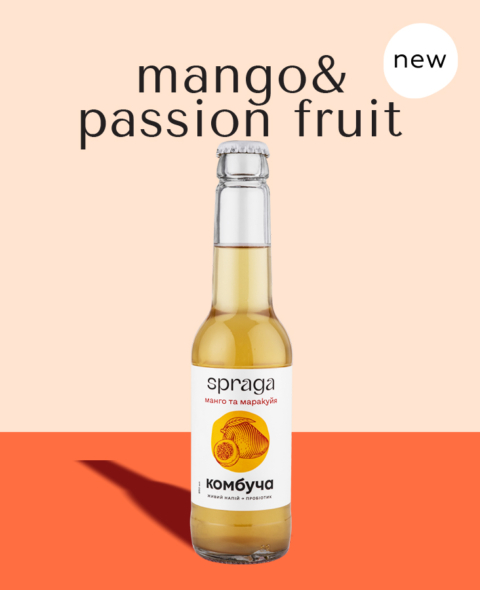 new
mango&
passion fruit
spraga
манго та маракуйя
комбуча
живий напій + пробіотик